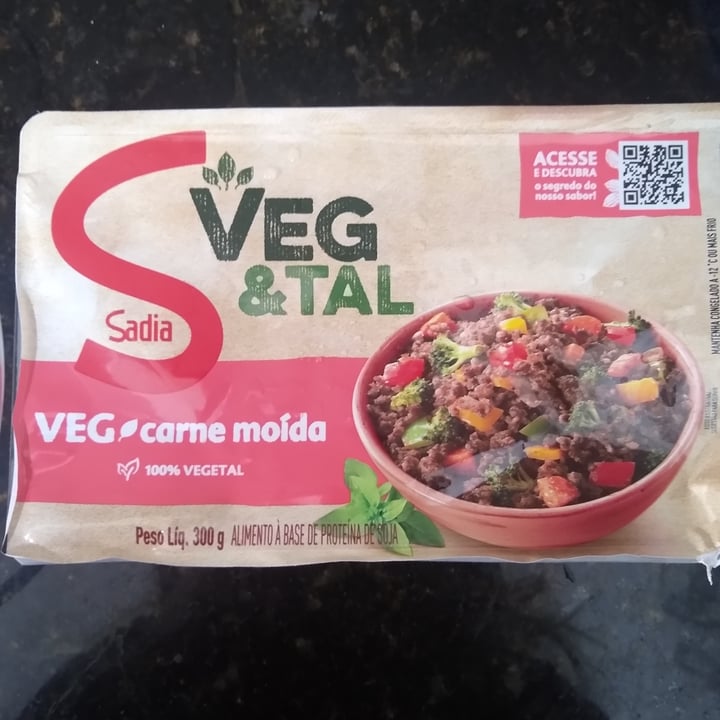 Sadia
VEG
&TAL
ACESSE
E DESCUBRA
o segredo do
nosso sabor!
VEG carne moída
100% VEGETAL
Peso Líq. 300 g ALIMENTO À BASE DE PROTEÍNA DE SOJA
MANTENHA CONGELADO A -12 °C OU MAIS FRIO